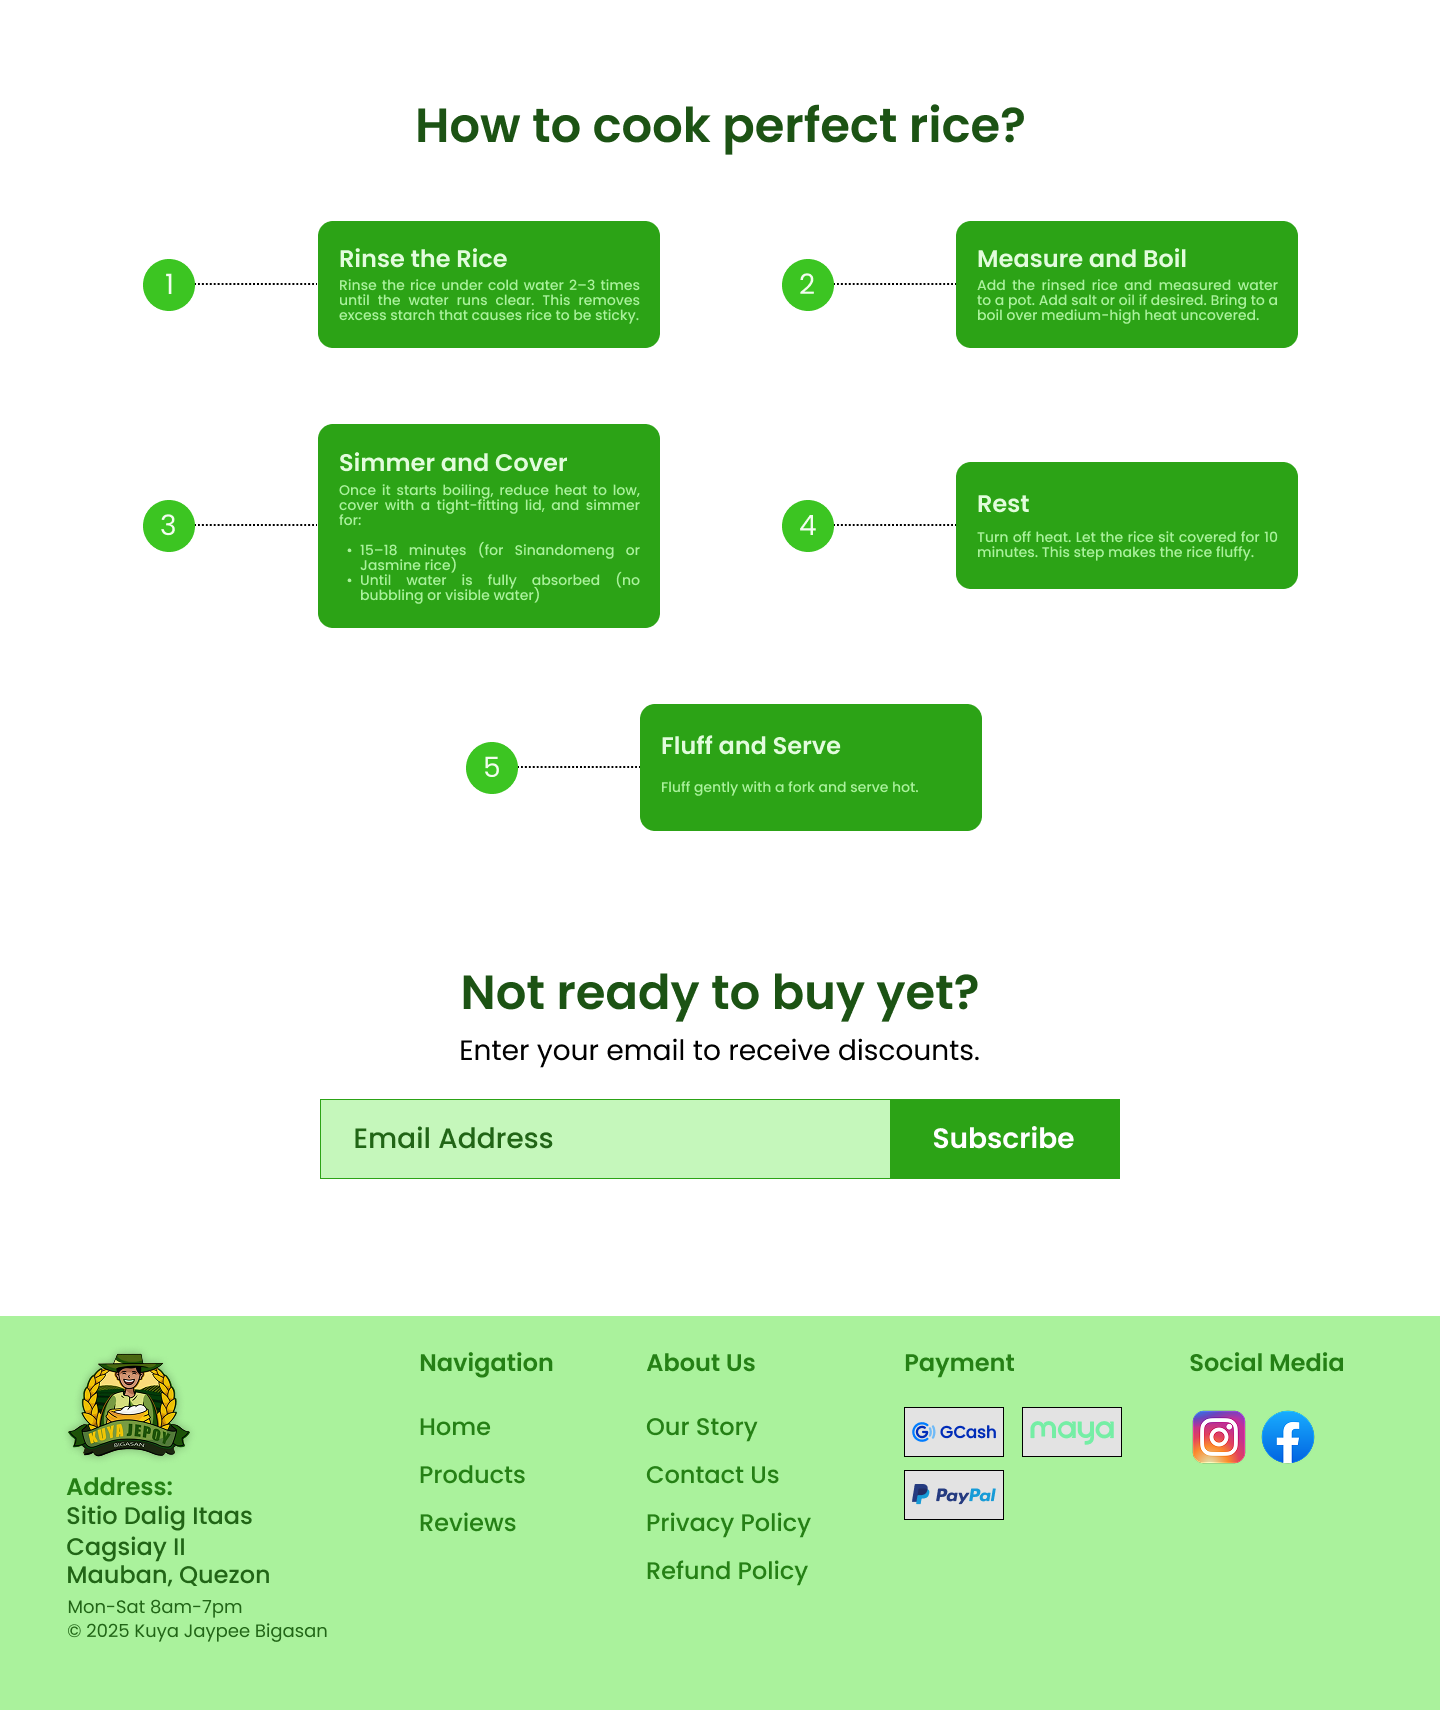 How to cook perfect rice?
1
Rinse the Rice
Rinse the rice under cold water 2–3 times
until the water runs clear. This removes
excess starch that causes rice to be sticky.
2
Measure and Boil
Add the rinsed rice and measured water
to a pot. Add salt or oil if desired. Bring to a
boil over medium-high heat uncovered.
3
Simmer and Cover
Once it starts boiling, reduce heat to low,
cover with a tight-fitting lid, and simmer
for:
• 15–18 minutes (for Sinandomeng or
Jasmine rice)
• Until water is fully absorbed (no
bubbling or visible water)
4
Rest
Turn off heat. Let the rice sit covered for 10
minutes. This step makes the rice fluffy.
5
Fluff and Serve
Fluff gently with a fork and serve hot.
Not ready to buy yet?
Enter your email to receive discounts.
Email Address
Subscribe
KUYA JEPOY
BIGASAN
Address:
Sitio Dalig Itaas
Cagsiay II
Mauban, Quezon
Mon-Sat 8am-7pm
© 2025 Kuya Jaypee Bigasan
Navigation
Home
Products
Reviews
About Us
Our Story
Contact Us
Privacy Policy
Refund Policy
Payment
GCash
maya
PayPal
Social Media